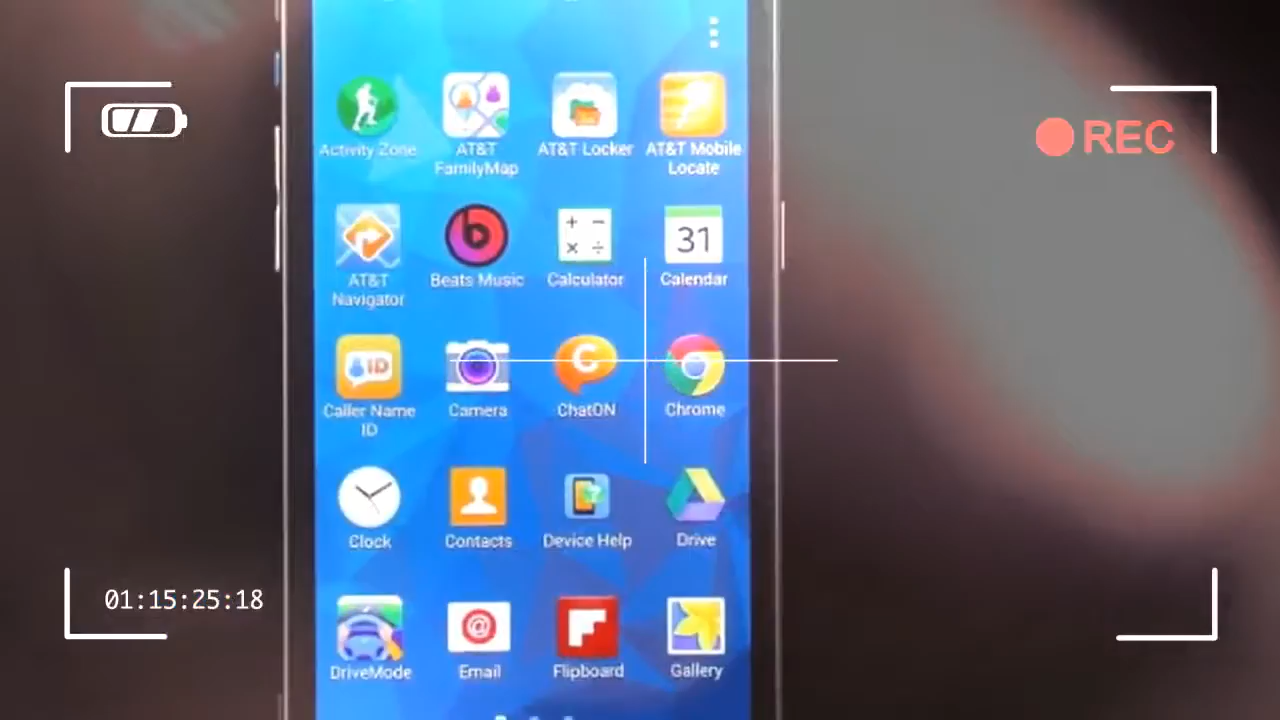 REC
Activity Zone
AT&T FamilyMap
AT&T Locker
AT&T Mobile Locate
AT&T Navigator
Beats Music
Calculator
31
Calendar
ID
Caller Name ID
Camera
C
ChatON
Chrome
Clock
Contacts
Device Help
Drive
DriveMode
@
Email
Flipboard
Gallery
01:15:25:18